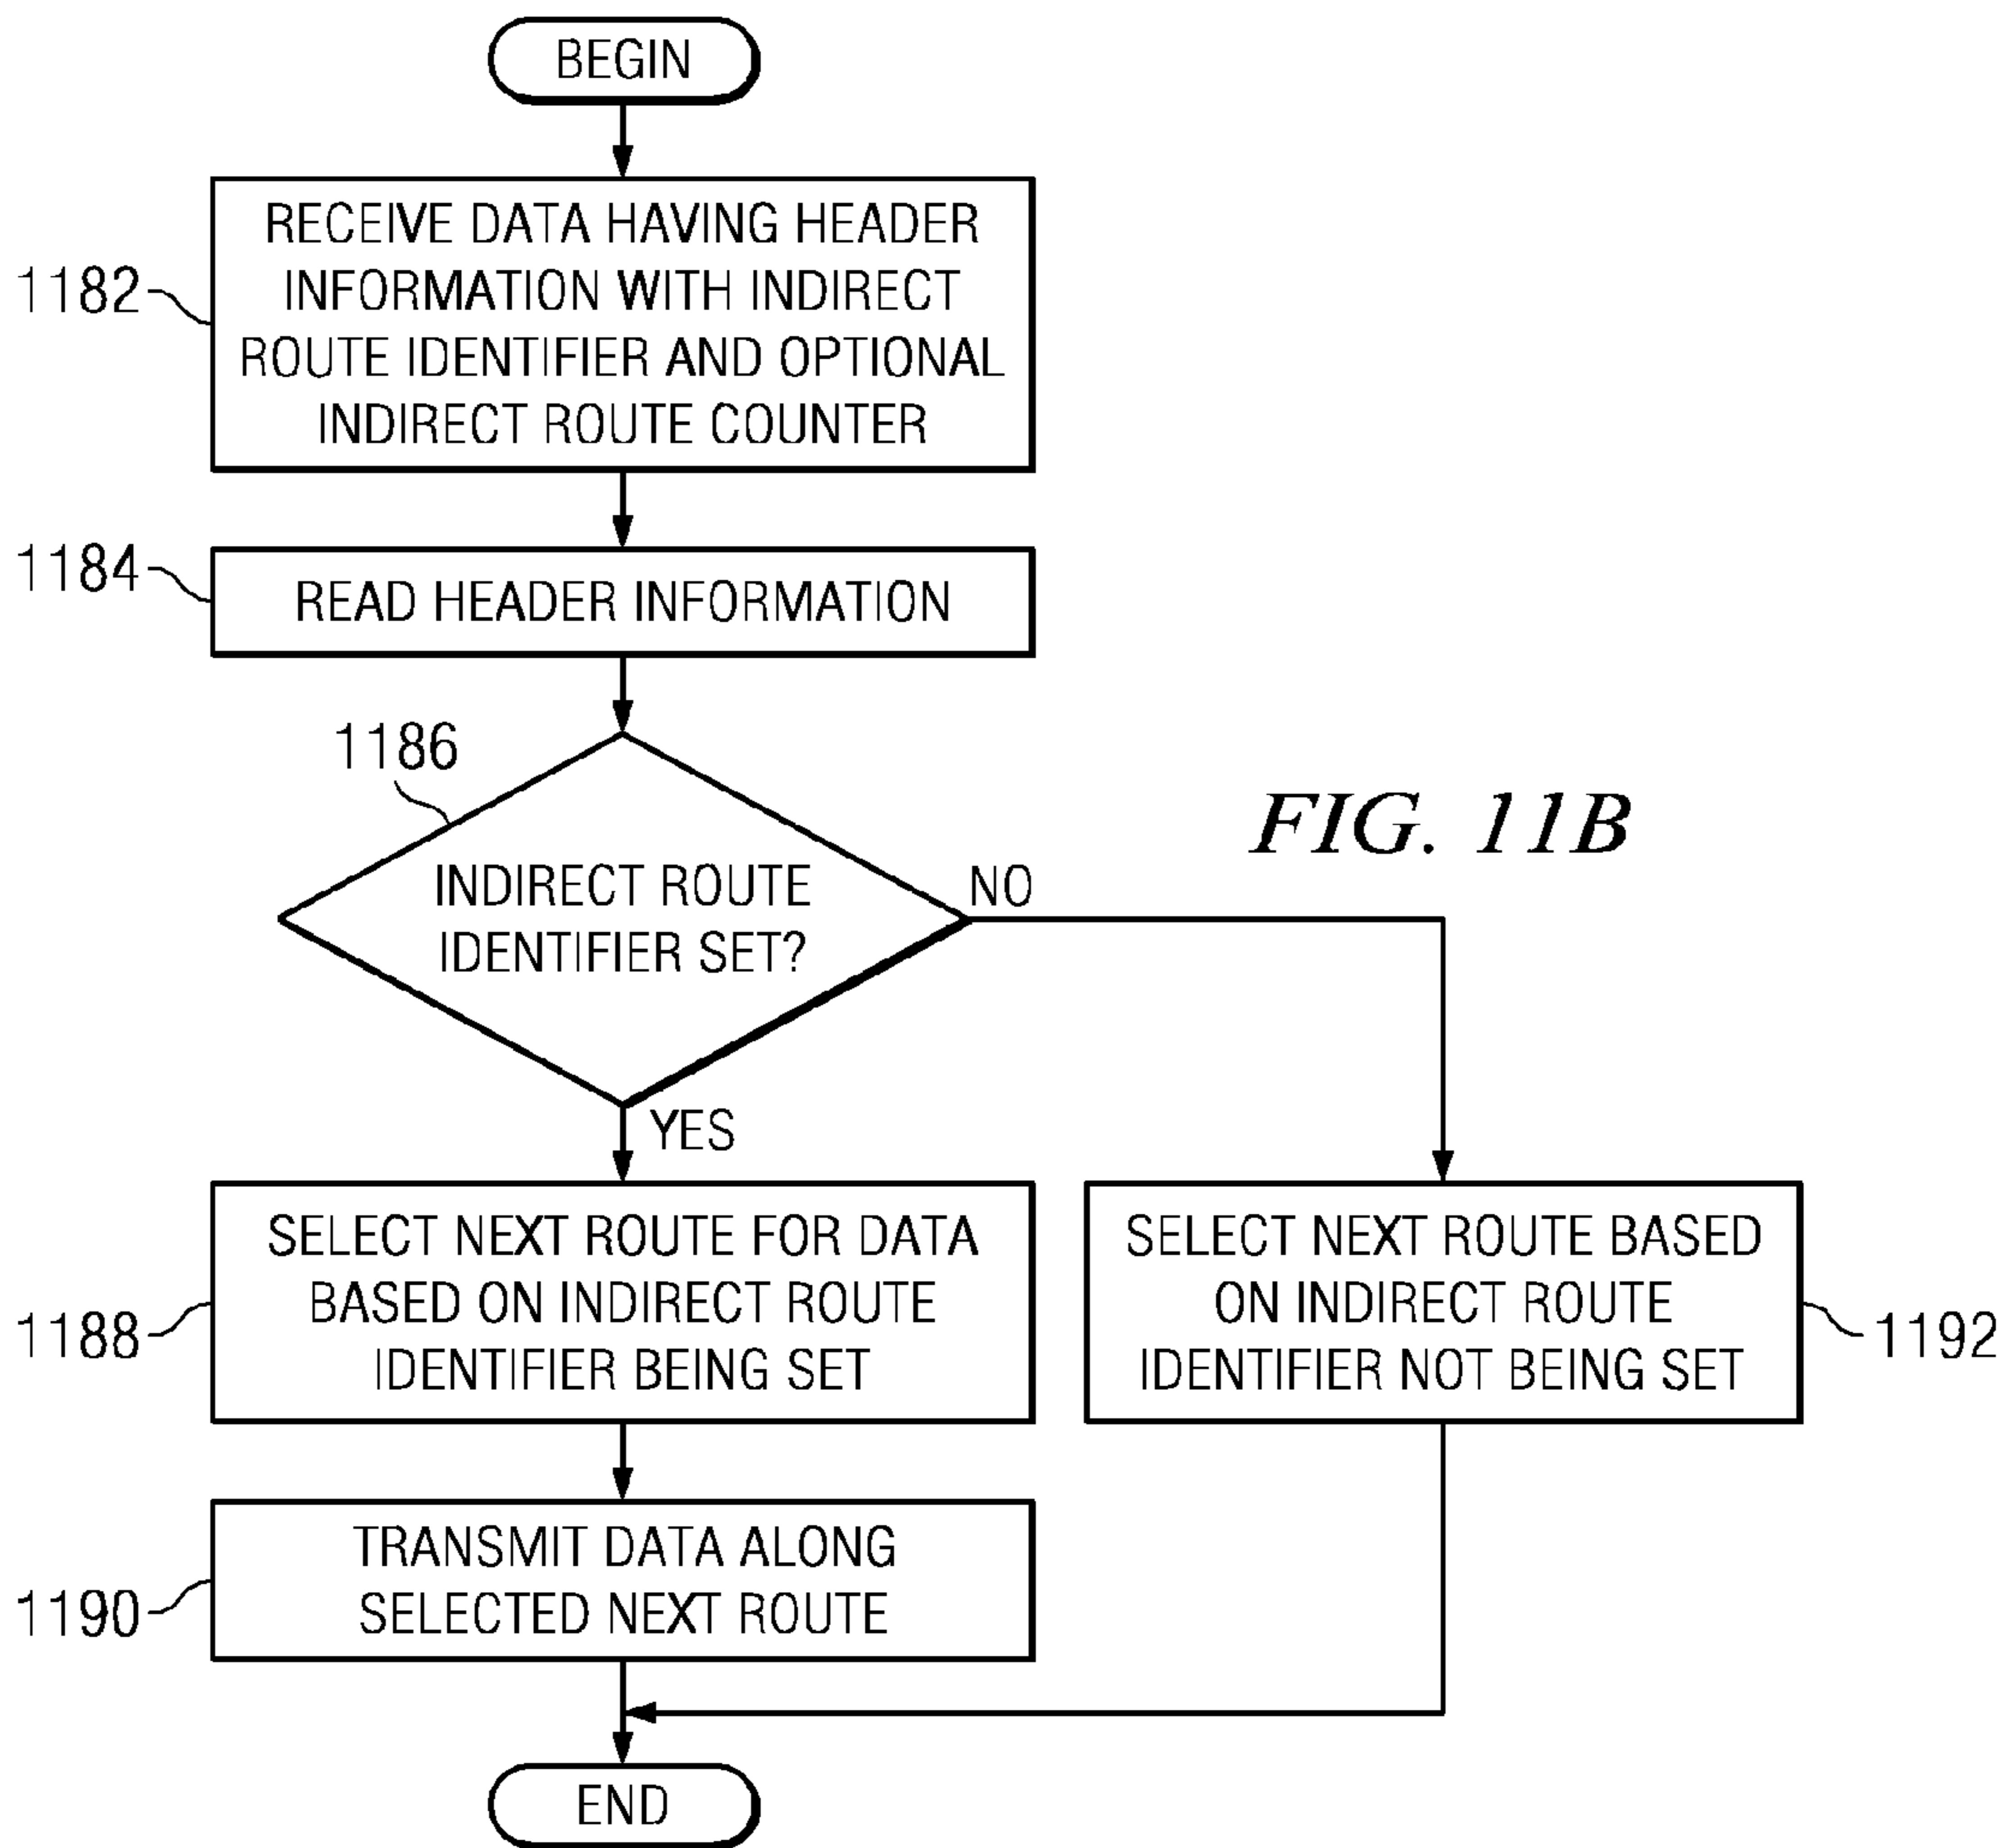 BEGIN
1182
RECEIVE DATA HAVING HEADER
INFORMATION WITH INDIRECT
ROUTE IDENTIFIER AND OPTIONAL
INDIRECT ROUTE COUNTER
1184
READ HEADER INFORMATION
1186
INDIRECT ROUTE
IDENTIFIER SET?
NO
FIG. 11B
YES
1188
SELECT NEXT ROUTE FOR DATA
BASED ON INDIRECT ROUTE
IDENTIFIER BEING SET
SELECT NEXT ROUTE BASED
ON INDIRECT ROUTE
IDENTIFIER NOT BEING SET
1192
1190
TRANSMIT DATA ALONG
SELECTED NEXT ROUTE
END